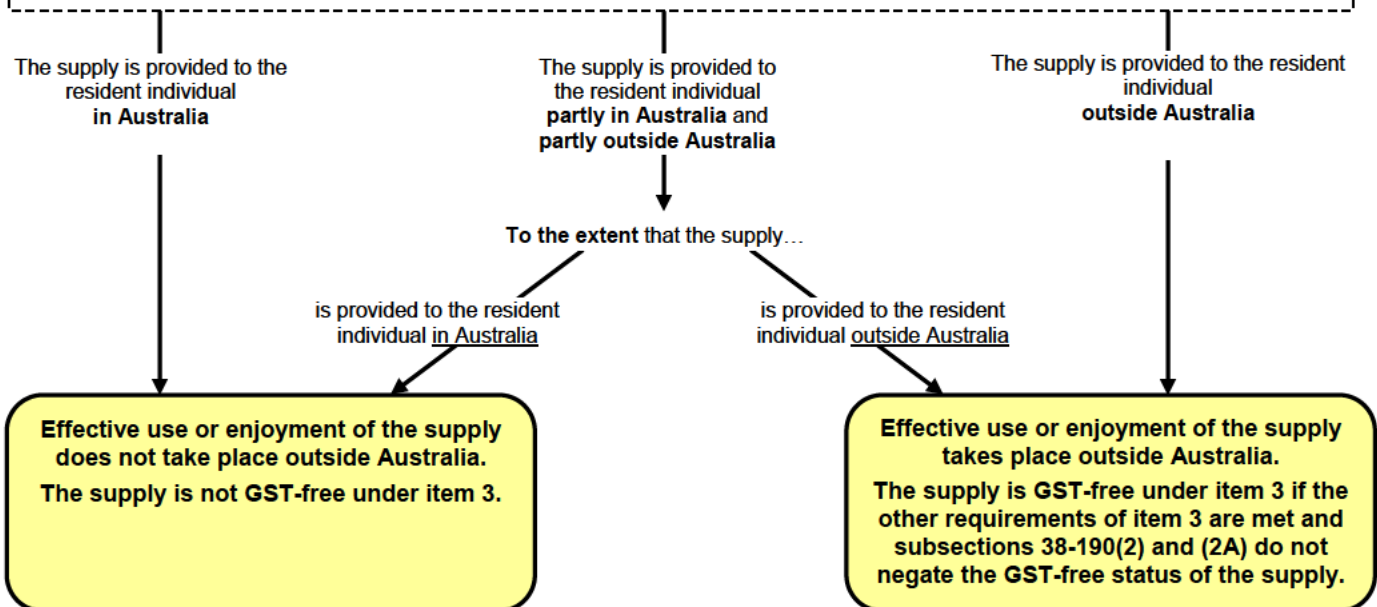 The supply is provided to the
resident individual
in Australia
The supply is provided to
the resident individual
partly in Australia and
partly outside Australia
The supply is provided to the resident
individual
outside Australia
To the extent that the supply…
is provided to the resident
individual in Australia
is provided to the resident
individual outside Australia
Effective use or enjoyment of the supply
does not take place outside Australia.
The supply is not GST-free under item 3.
Effective use or enjoyment of the supply
takes place outside Australia.
The supply is GST-free under item 3 if the
other requirements of item 3 are met and
subsections 38-190(2) and (2A) do not
negate the GST-free status of the supply.